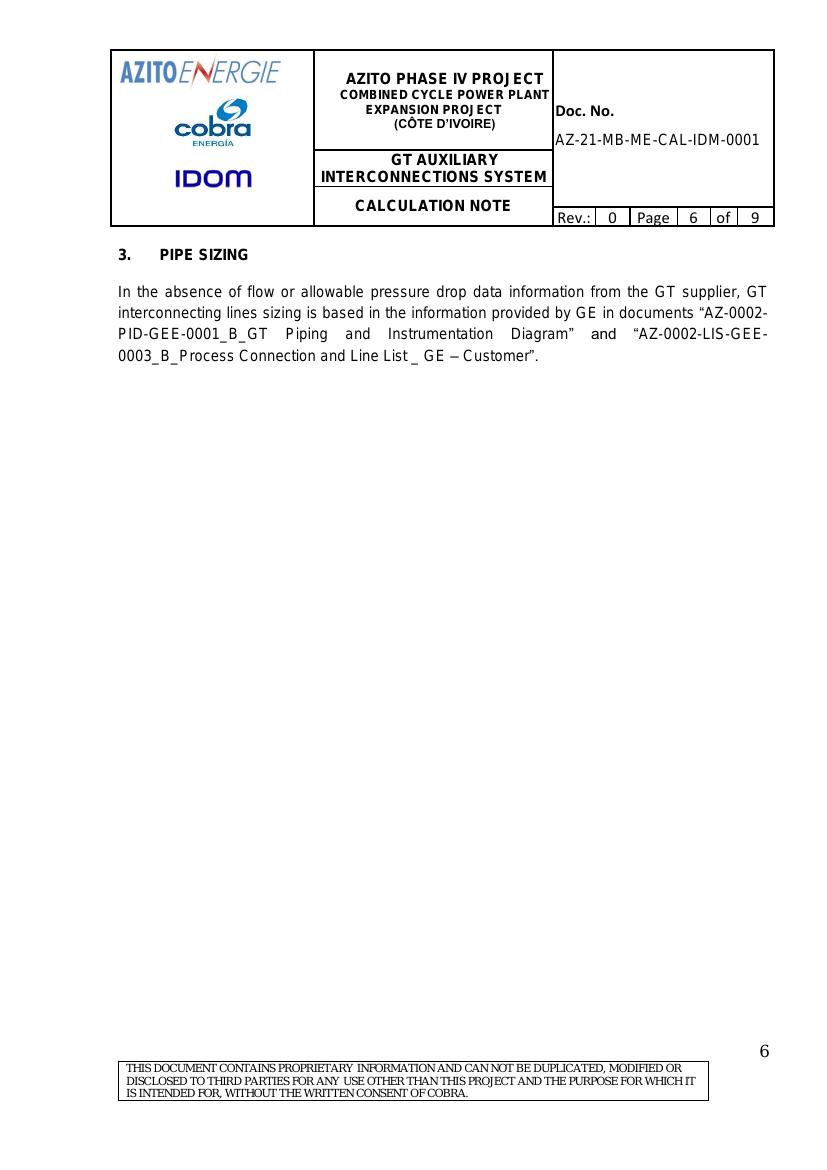 AZITO ENERGIE
cobra
ENERGÍA
IDOM
AZITO PHASE IV PROJECT
COMBINED CYCLE POWER PLANT
EXPANSION PROJECT
(CÔTE D'IVOIRE)
GT AUXILIARY
INTERCONNECTIONS SYSTEM
CALCULATION NOTE
Doc. No.
AZ-21-MB-ME-CAL-IDM-0001
Rev.: 0 Page 6 of 9
3. PIPE SIZING
In the absence of flow or allowable pressure drop data information from the GT supplier, GT
interconnecting lines sizing is based in the information provided by GE in documents “AZ-0002-
PID-GEE-0001_B_GT Piping and Instrumentation Diagram” and “AZ-0002-LIS-GEE-
0003_B_Process Connection and Line List _ GE – Customer”.
6
THIS DOCUMENT CONTAINS PROPRIETARY INFORMATION AND CAN NOT BE DUPLICATED, MODIFIED OR
DISCLOSED TO THIRD PARTIES FOR ANY USE OTHER THAN THIS PROJECT AND THE PURPOSE FOR WHICH IT
IS INTENDED FOR, WITHOUT THE WRITTEN CONSENT OF COBRA.